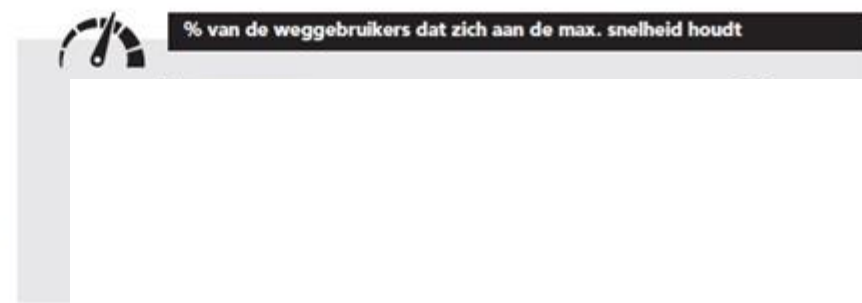 % van de weggebruikers dat zich aan de max. snelheid houdt